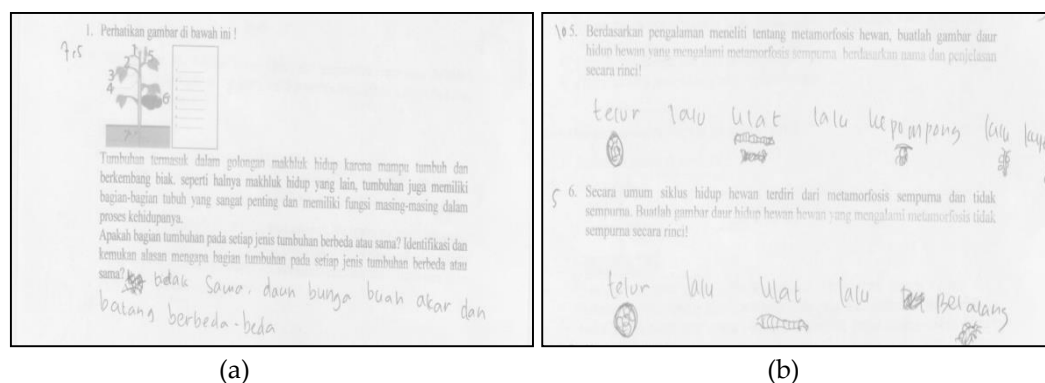 1. Perhatikan gambar di bawah ini !
7,5
1
2
5
3
4
6
7
Tumbuhan termasuk dalam golongan makhluk hidup karena mampu tumbuh dan
berkembang biak. seperti halnya makhluk hidup yang lain, tumbuhan juga memiliki
bagian-bagian tubuh yang sangat penting dan memiliki fungsi masing-masing dalam
proses kehidupanya.
Apakah bagian tumbuhan pada setiap jenis tumbuhan berbeda atau sama? Identifikasi dan
kemukan alasan mengapa bagian tumbuhan pada setiap jenis tumbuhan berbeda atau
sama? tidak sama. daun bunga buah akar dan
batang berbeda-beda
(a)
10 5. Berdasarkan pengalaman meneliti tentang metamorfosis hewan, buatlah gambar daur
hidup hewan yang mengalami metamorfosis sempurna berdasarkan nama dan penjelasan
secara rinci!
telur lalu ulat lalu kepompong lalu
5 6. Secara umum siklus hidup hewan terdiri dari metamorfosis sempurna dan tidak
sempurna. Buatlah gambar daur hidup hewan hewan yang mengalami metamorfosis tidak
sempurna secara rinci!
telur lalu ulat lalu Belalang
(b)